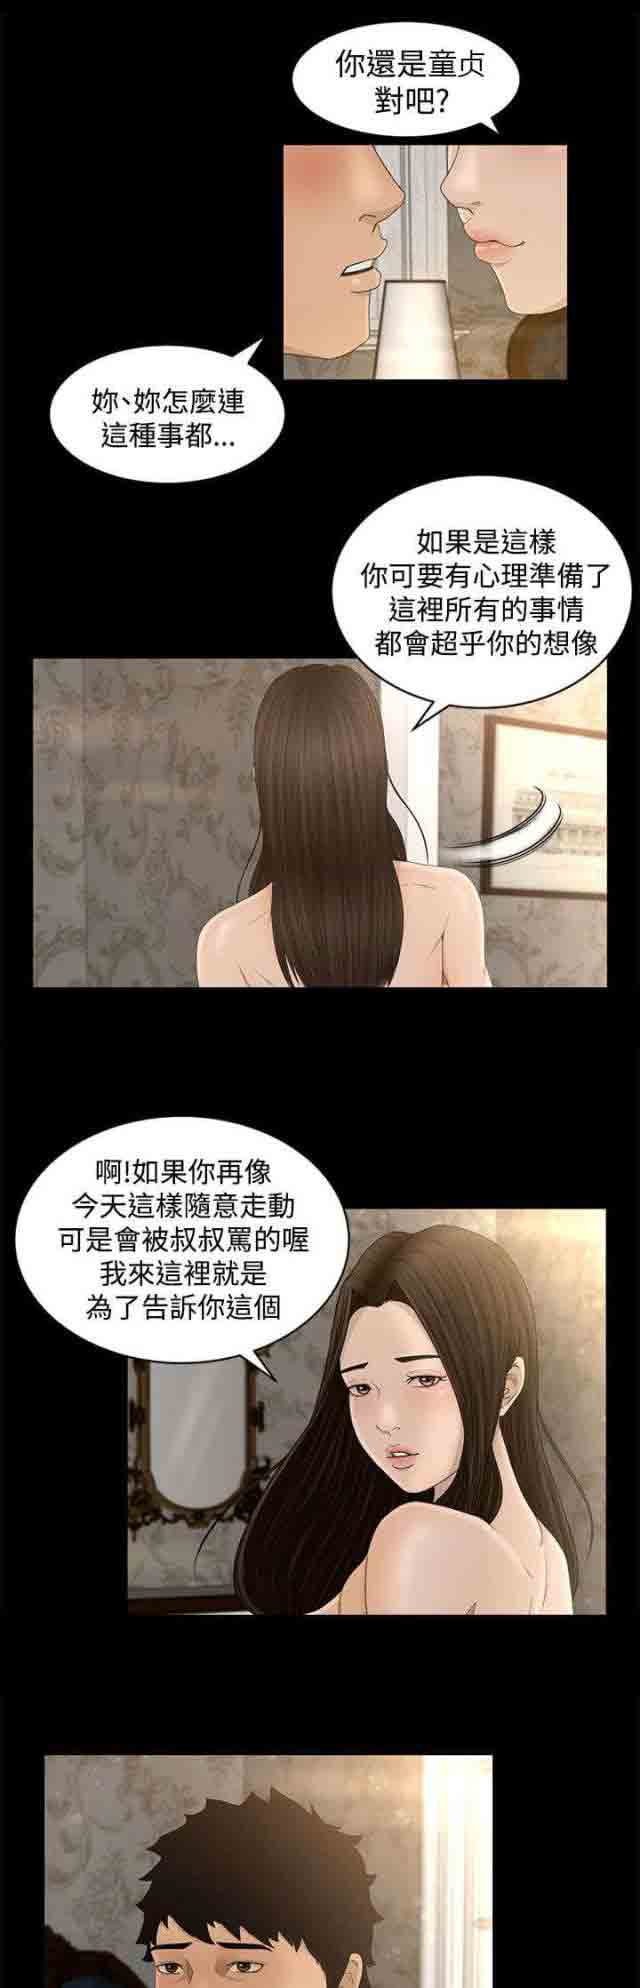 你還是童贞
對吧?
妳、妳怎麼連
這種事都...
如果是這樣
你可要有心理準備了
這裡所有的事情
都會超乎你的想像
啊!如果你再像
今天這樣隨意走動
可是會被叔叔罵的喔
我來這裡就是
為了告訴你這個